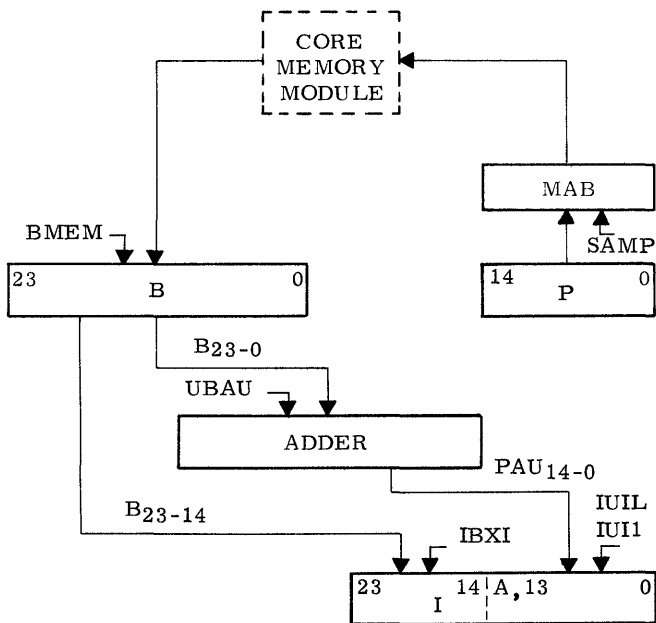 CORE
MEMORY
MODULE
MAB
BMEM
SAMP
23 B 0
14 P 0
B23-0
UBAU
ADDER
PAU14-0
B23-14
IUIL
IUI1
IBXI
23 I 14 A, 13 0